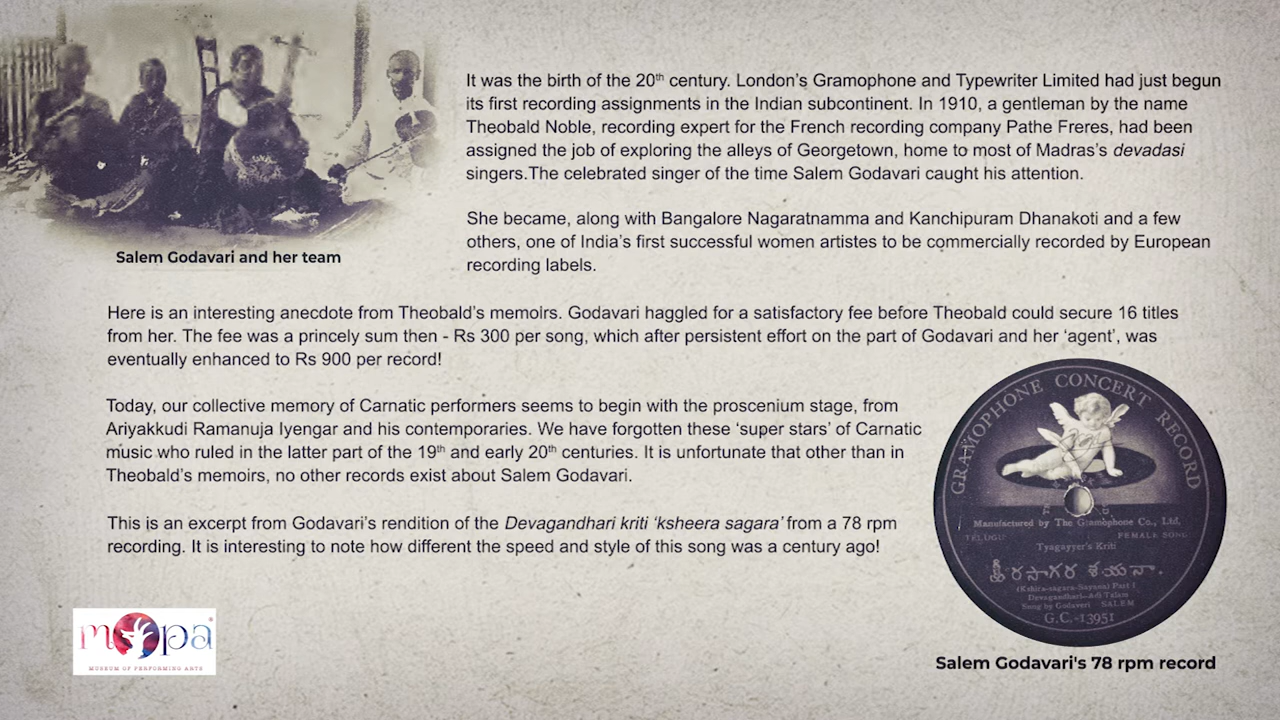 It was the birth of the 20th century. London's Gramophone and Typewriter Limited had just begun
its first recording assignments in the Indian subcontinent. In 1910, a gentleman by the name
Theobald Noble, recording expert for the French recording company Pathe Freres, had been
assigned the job of exploring the alleys of Georgetown, home to most of Madras's devadasi
singers.The celebrated singer of the time Salem Godavari caught his attention.
She became, along with Bangalore Nagaratnamma and Kanchipuram Dhanakoti and a few
others, one of India's first successful women artistes to be commercially recorded by European
recording labels.
Salem Godavari and her team
Here is an interesting anecdote from Theobald's memoirs. Godavari haggled for a satisfactory fee before Theobald could secure 16 titles
from her. The fee was a princely sum then - Rs 300 per song, which after persistent effort on the part of Godavari and her 'agent', was
eventually enhanced to Rs 900 per record!
Today, our collective memory of Carnatic performers seems to begin with the proscenium stage, from
Ariyakkudi Ramanuja Iyengar and his contemporaries. We have forgotten these 'super stars' of Carnatic
music who ruled in the latter part of the 19th and early 20th centuries. It is unfortunate that other than in
Theobald's memoirs, no other records exist about Salem Godavari.
This is an excerpt from Godavari's rendition of the Devagandhari kriti 'ksheera sagara' from a 78 rpm
recording. It is interesting to note how different the speed and style of this song was a century ago!
GRAMOPHONE CONCERT RECORD
Manufactured by The Gramophone Co., Ltd.
TELUGU FEMALE SONG
Tyagayyer's Kriti
క్షీరసాగర శయనా.
(Kshira-sagara-Sayana) Part I
Devagandhari-Adi Talam
Song by Godaveri SALEM
G.C.-13951
Salem Godavari's 78 rpm record
mopa
MUSEUM OF PERFORMING ARTS